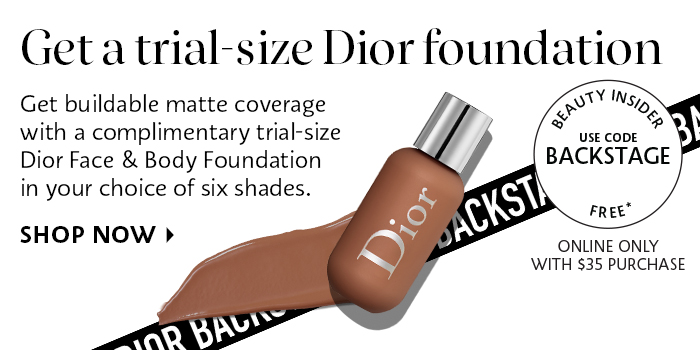 Get a trial-size Dior foundation
Get buildable matte coverage
with a complimentary trial-size
Dior Face & Body Foundation
in your choice of six shades.
SHOP NOW
Dior
BEAUTY INSIDER
USE CODE
BACKSTAGE
FREE*
ONLINE ONLY
WITH $35 PURCHASE